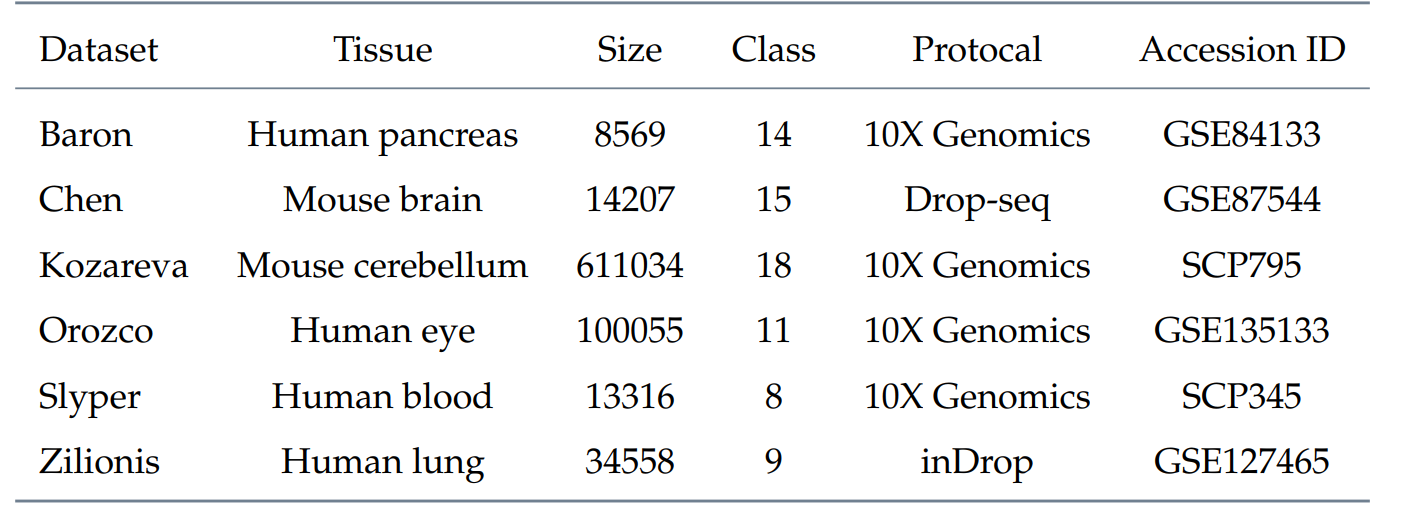 Dataset Tissue Size Class Protocal Accession ID
Baron Human pancreas 8569 14 10X Genomics GSE84133
Chen Mouse brain 14207 15 Drop-seq GSE87544
Kozareva Mouse cerebellum 611034 18 10X Genomics SCP795
Orozco Human eye 100055 11 10X Genomics GSE135133
Slyper Human blood 13316 8 10X Genomics SCP345
Zilionis Human lung 34558 9 inDrop GSE127465